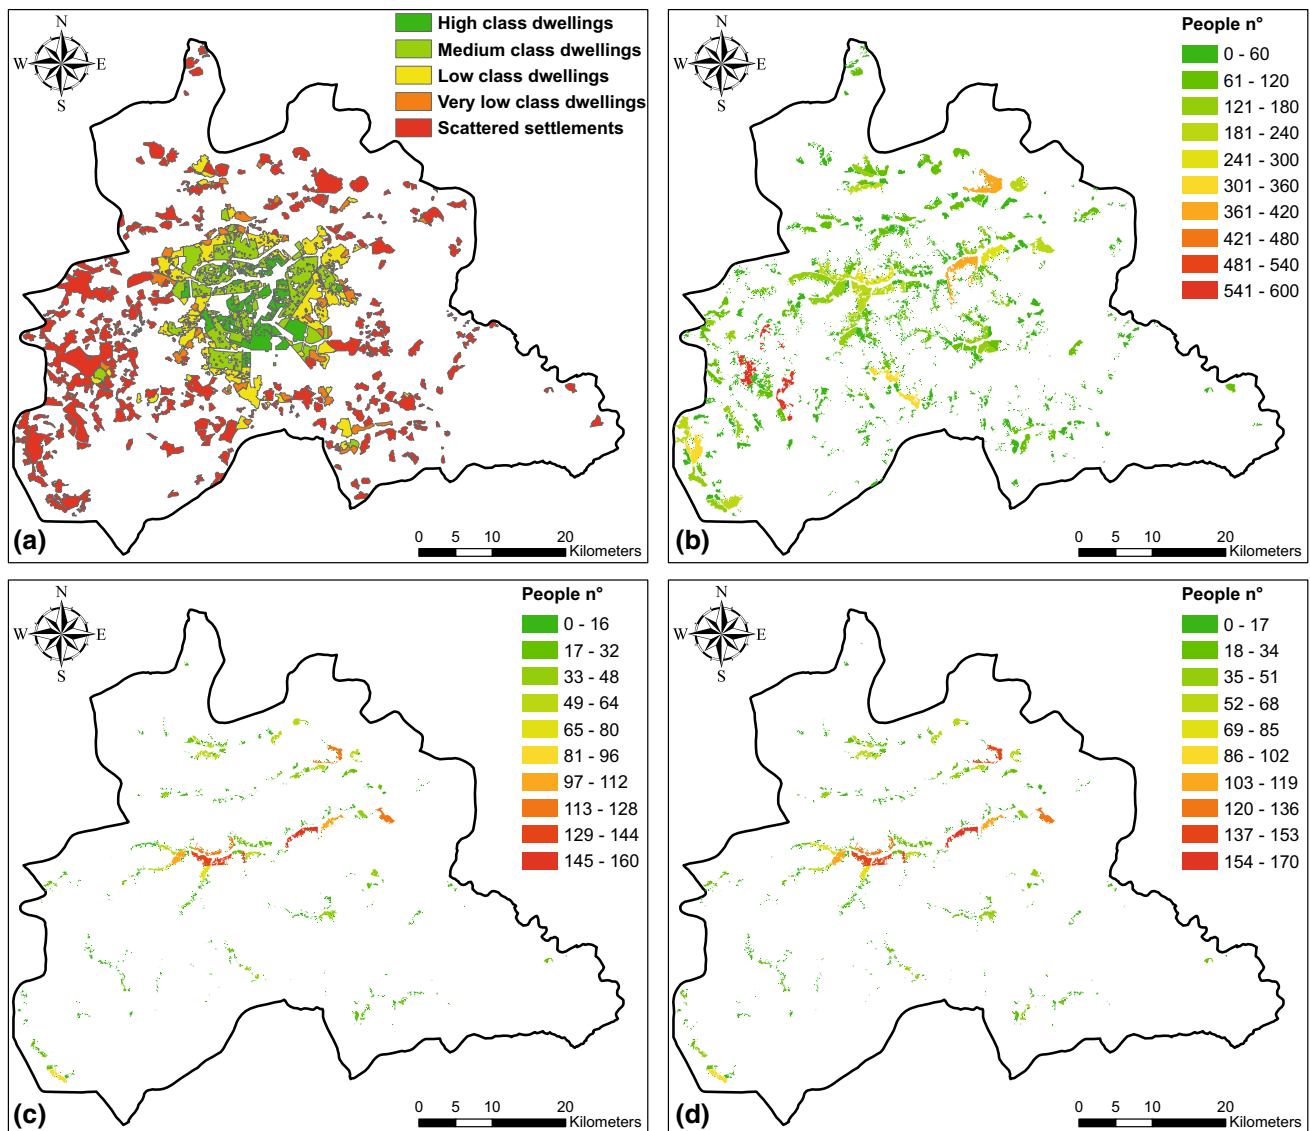 N
W E
S
High class dwellings
Medium class dwellings
Low class dwellings
Very low class dwellings
Scattered settlements
(a)
0 5 10 20
Kilometers
N
W E
S
People n°
0 - 60
61 - 120
121 - 180
181 - 240
241 - 300
301 - 360
361 - 420
421 - 480
481 - 540
541 - 600
(b)
0 5 10 20
Kilometers
N
W E
S
People n°
0 - 16
17 - 32
33 - 48
49 - 64
65 - 80
81 - 96
97 - 112
113 - 128
129 - 144
145 - 160
(c)
0 5 10 20
Kilometers
N
W E
S
People n°
0 - 17
18 - 34
35 - 51
52 - 68
69 - 85
86 - 102
103 - 119
120 - 136
137 - 153
154 - 170
(d)
0 5 10 20
Kilometers